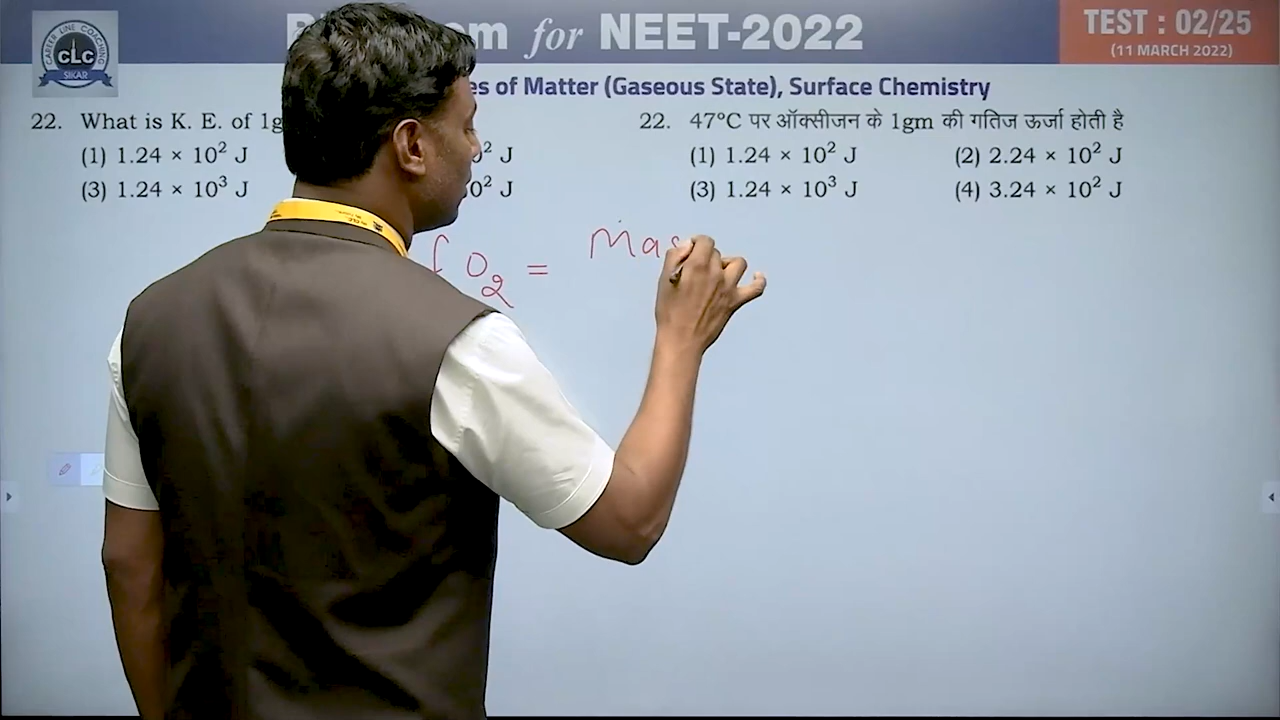 CAREER LINE COACHING
CLC
SIKAR
for NEET-2022
TEST : 02/25
(11 MARCH 2022)
of Matter (Gaseous State), Surface Chemistry
22. What is K. E. of
(1) 1.24 × 10² J
J
(3) 1.24 × 10³ J
J
22. 47°C पर ऑक्सीजन के 1gm की गतिज ऊर्जा होती है
(1) 1.24 × 10² J (2) 2.24 × 10² J
(3) 1.24 × 10³ J (4) 3.24 × 10² J
O₂ =